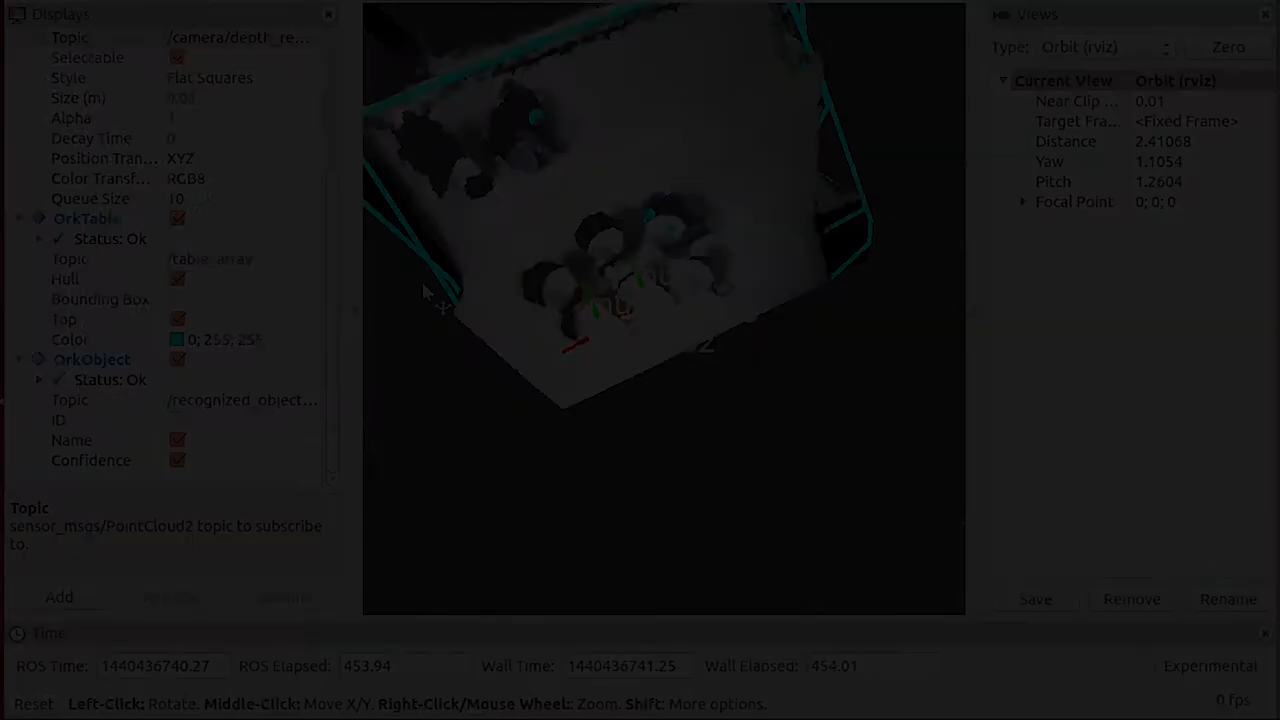 Displays
Topic /camera/depth_re...
Selectable
Style Flat Squares
Size (m)
Alpha 1
Decay Time 0
Position Tran... XYZ
Color Transf... RGB8
Queue Size 10
OrkTable
Status: Ok
Topic /table_array
Hull
Bounding Box
Top
Color 0; 255; 255
OrkObject
Status: Ok
Topic /recognized_object...
ID
Name
Confidence
Topic
sensor_msgs/PointCloud2 topic to subscribe
to.
Add
Views
Type: Orbit (rviz) Zero
Current View Orbit (rviz)
Near Clip ... 0.01
Target Fra... <Fixed Frame>
Distance 2.41068
Yaw 1.1054
Pitch 1.2604
Focal Point 0; 0; 0
Save Remove Rename
Time
ROS Time: 1440436740.27 ROS Elapsed: 453.94 Wall Time: 1440436741.25 Wall Elapsed: 454.01 Experimental
Reset Left-Click: Rotate. Middle-Click: Move X/Y. Right-Click/Mouse Wheel:: Zoom. Shift: More options. 0 fps